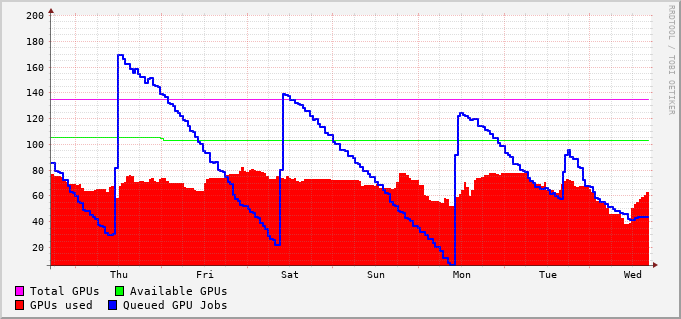 200
180
160
140
120
100
80
60
40
20
Thu Fri Sat Sun Mon Tue Wed
Total GPUs Available GPUs
GPUs used Queued GPU Jobs
RRDTOOL / TOBI OETIKER